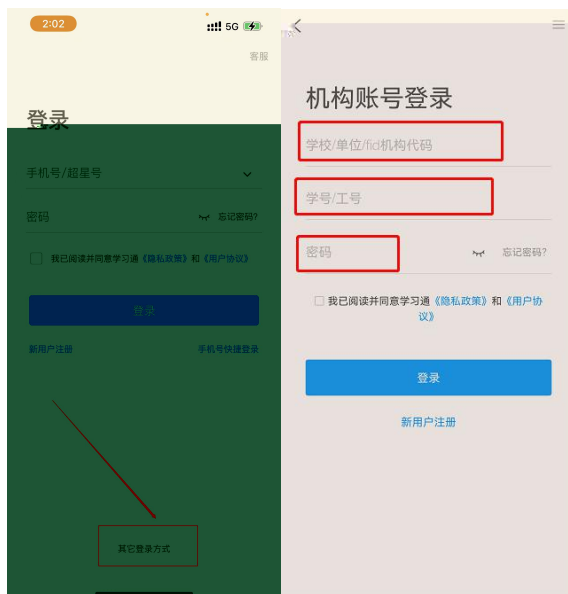 2:02
5G
客服
登录
手机号/超星号
密码
忘记密码?
我已阅读并同意学习通《隐私政策》和《用户协议》
登录
新用户注册
手机号快捷登录
其它登录方式
机构账号登录
学校/单位/fid机构代码
学号/工号
密码
忘记密码?
我已阅读并同意学习通《隐私政策》和《用户协
议》
登录
新用户注册